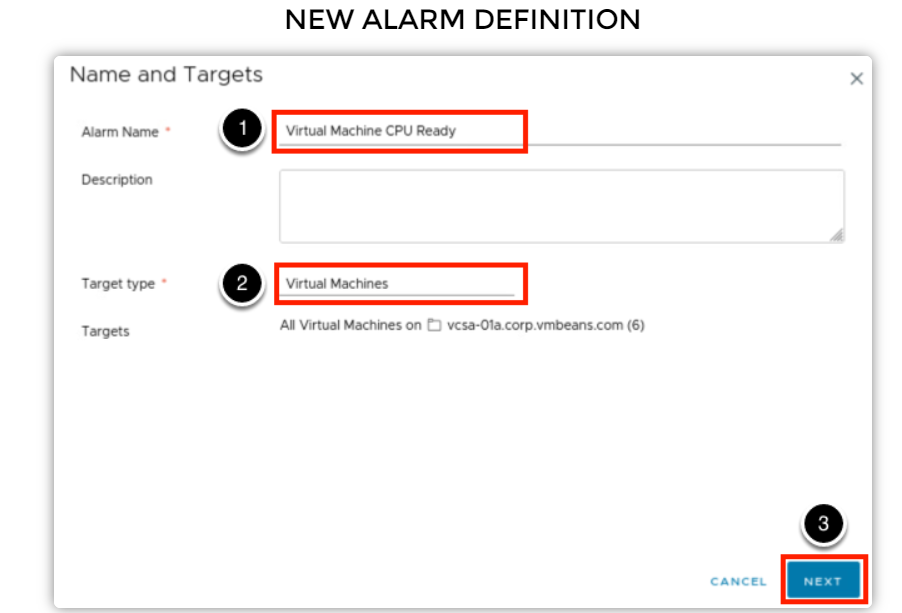 NEW ALARM DEFINITION
Name and Targets
×
Alarm Name *
1
Virtual Machine CPU Ready
Description
Target type *
2
Virtual Machines
Targets
All Virtual Machines on vcsa-01a.corp.vmbeans.com (6)
3
CANCEL
NEXT